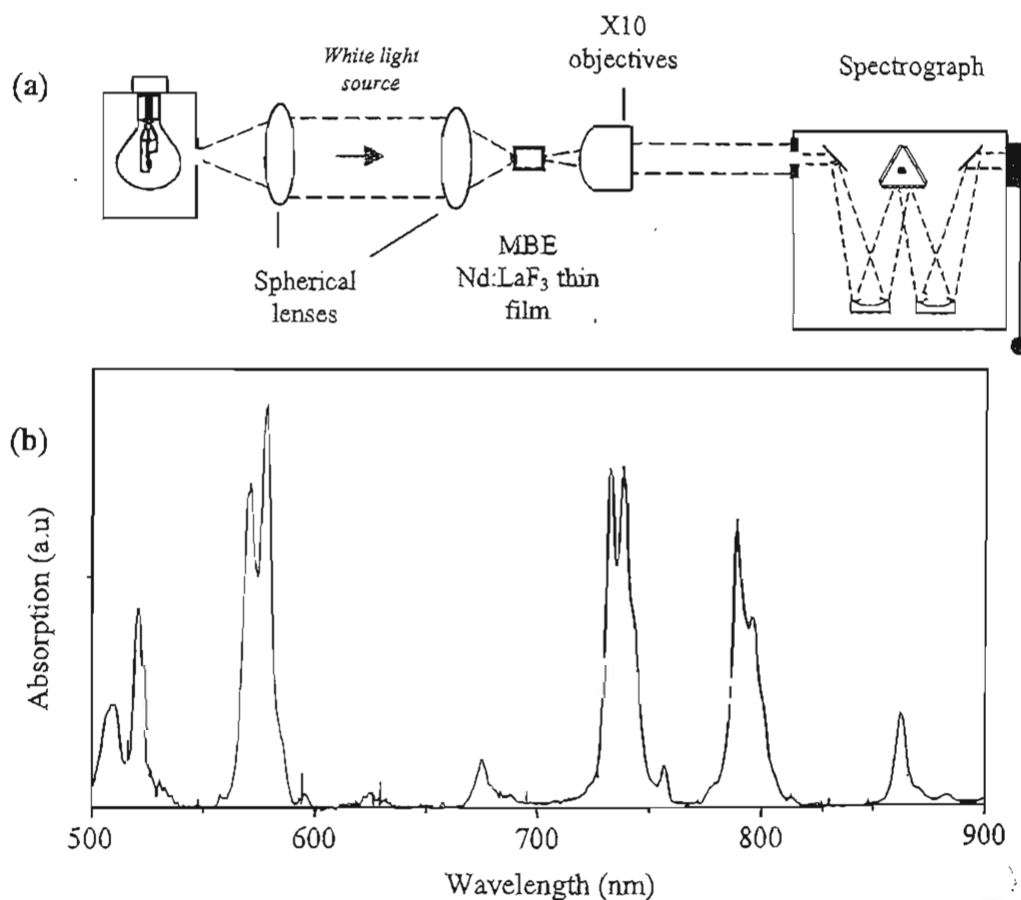 (a)
White light
source
X10
objectives
Spectrograph
Spherical
lenses
MBE
Nd:LaF₃ thin
film
(b)
Absorption (a.u)
500
600
700
800
900
Wavelength (nm)